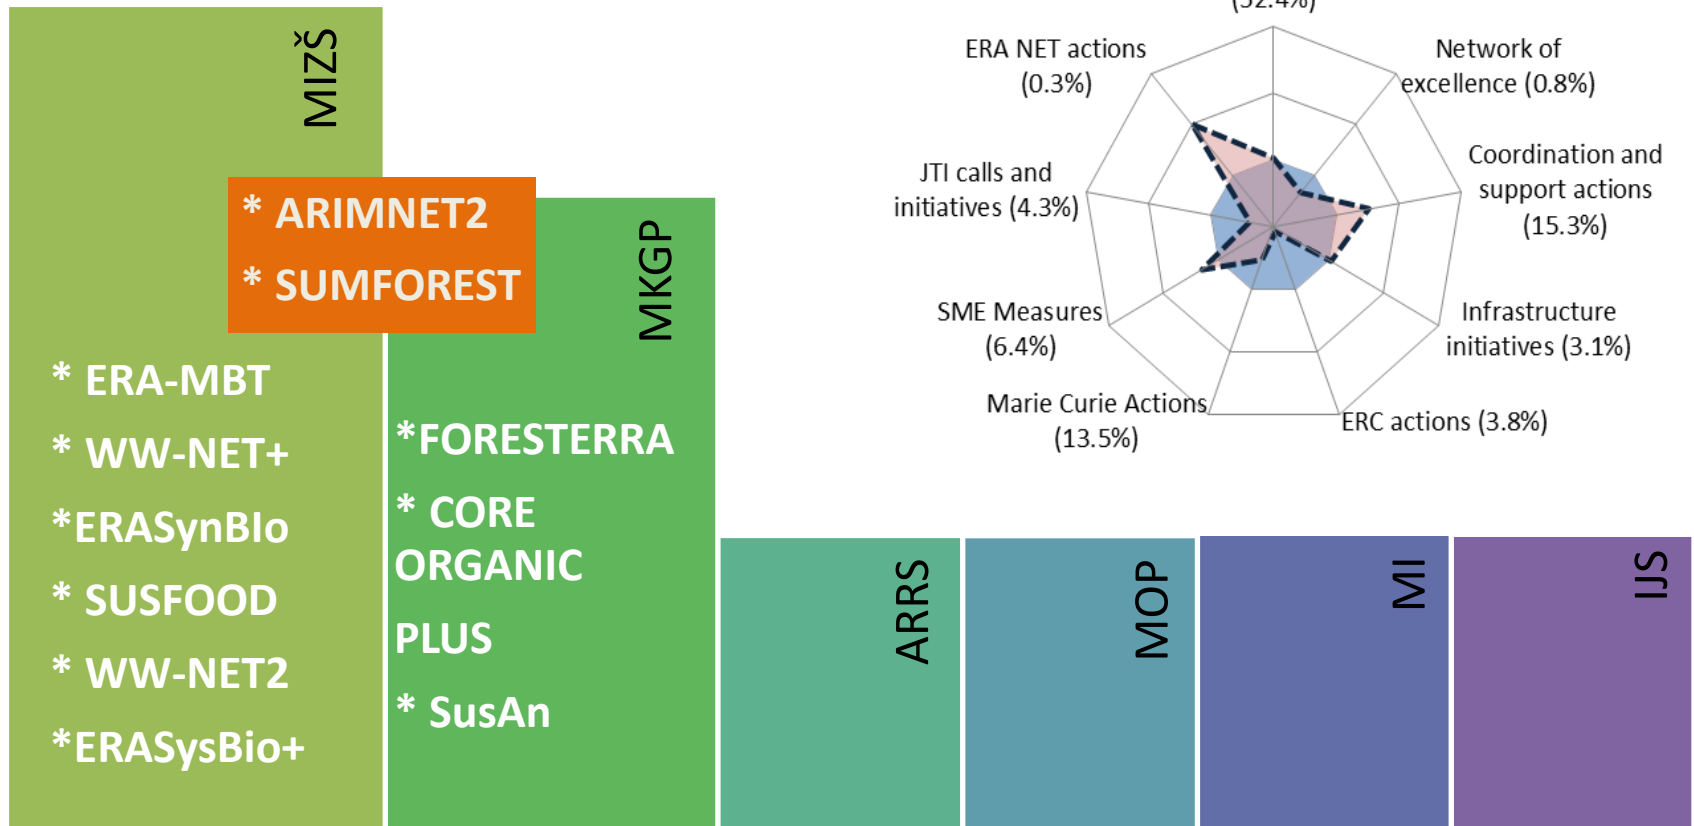 MIZŠ
* ARIMNET2
* SUMFOREST
* ERA-MBT
* WW-NET+
*ERASynBIo
* SUSFOOD
* WW-NET2
*ERASysBio+
MKGP
*FORESTERRA
* CORE
ORGANIC
PLUS
* SusAn
ARRS
MOP
MI
IJS
ERA NET actions
(0.3%)
Network of
excellence (0.8%)
Coordination and
support actions
(15.3%)
Infrastructure
initiatives (3.1%)
ERC actions (3.8%)
Marie Curie Actions
(13.5%)
SME Measures
(6.4%)
JTI calls and
initiatives (4.3%)